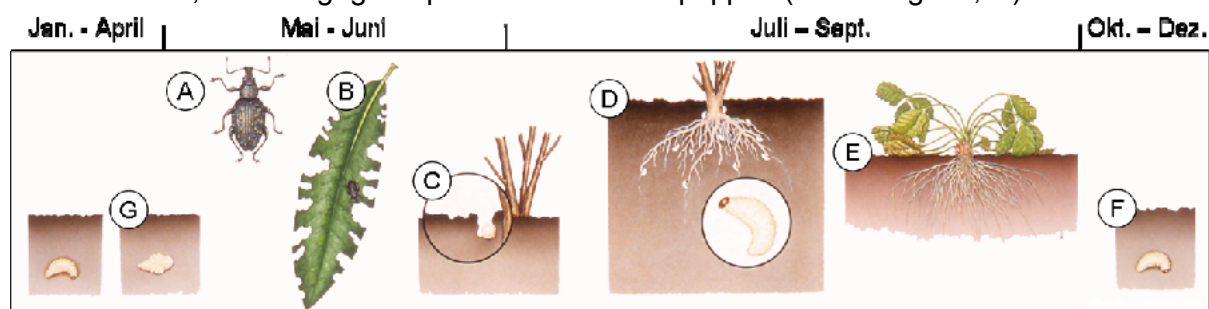 Jan. - April Mai - Juni Juli – Sept. Okt. – Dez.
A B D
E
C
G F